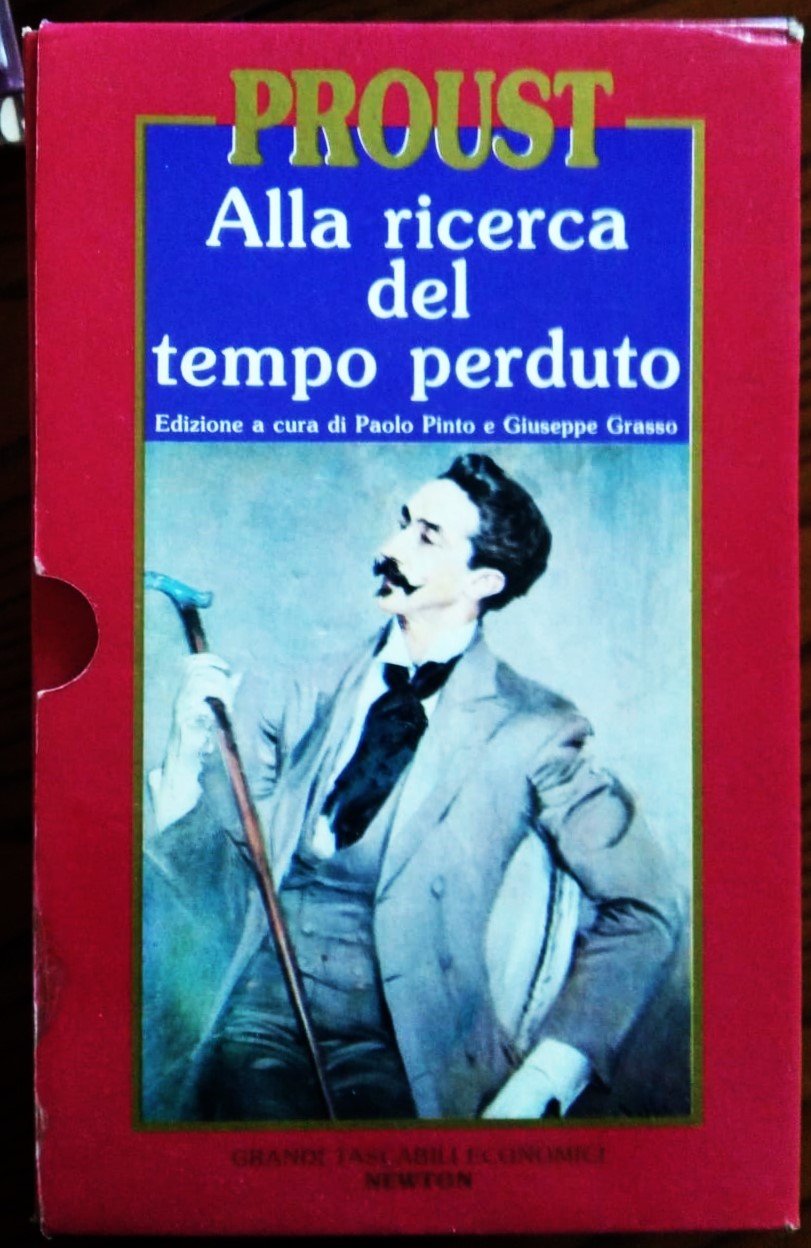 PROUST
Alla ricerca
del
tempo perduto
Edizione a cura di Paolo Pinto e Giuseppe Grasso
GRANDI TASCABILI ECONOMICI
NEWTON